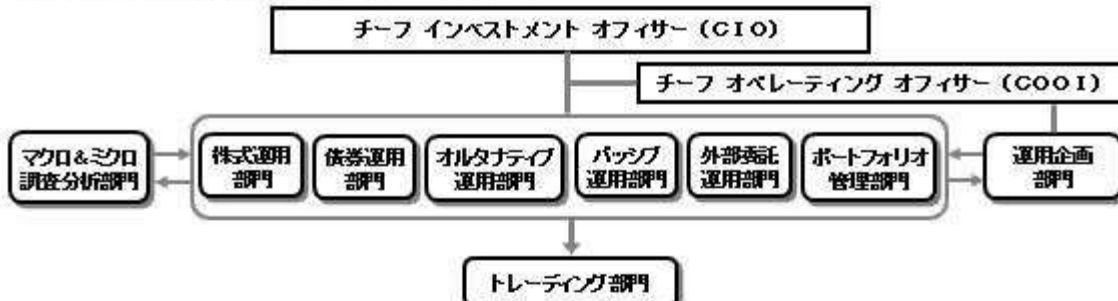 チーフ インベストメント オフィサー (CIO)
チーフ オペレーティング オフィサー (COOI)
マクロ&ミクロ
調査分析部門
株式運用
部門
債券運用
部門
オルタナティブ
運用部門
パッシブ
運用部門
外部委託
運用部門
ポートフォリオ
管理部門
運用企画
部門
トレーディング部門